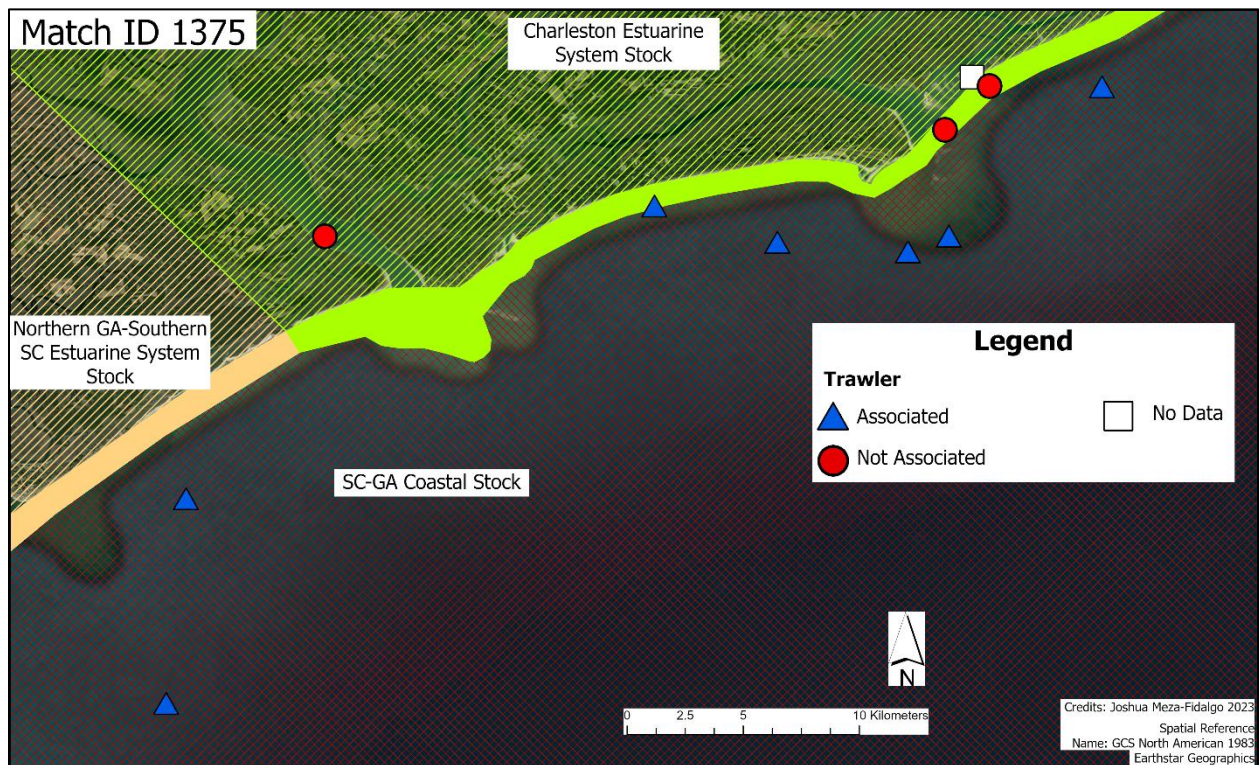 Match ID 1375
Charleston Estuarine
System Stock
Northern GA-Southern
SC Estuarine System
Stock
SC-GA Coastal Stock
Legend
Trawler
Associated
No Data
Not Associated
N
0 2.5 5 10 Kilometers
Credits: Joshua Meza-Fidalgo 2023
Spatial Reference
Name: GCS North American 1983
Earthstar Geographics